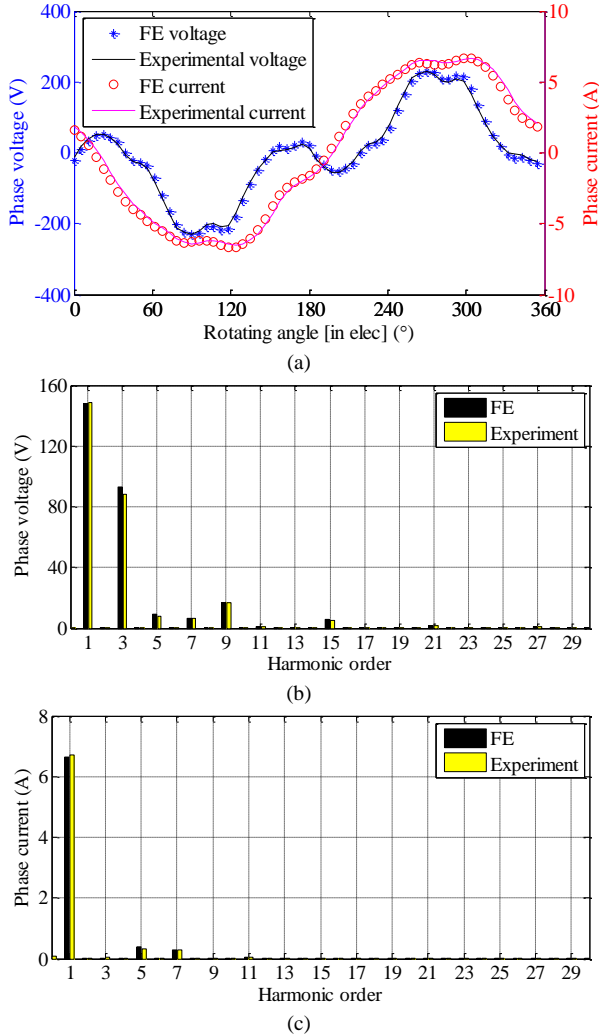 400
200
0
-200
-400
Phase voltage (V)
FE voltage
Experimental voltage
FE current
Experimental current
10
5
0
-5
-10
Phase current (A)
0 60 120 180 240 300 360
Rotating angle [in elec] (°)
(a)
160
120
80
40
0
Phase voltage (V)
FE
Experiment
1 3 5 7 9 11 13 15 17 19 21 23 25 27 29
Harmonic order
(b)
8
6
4
2
0
Phase current (A)
FE
Experiment
1 3 5 7 9 11 13 15 17 19 21 23 25 27 29
Harmonic order
(c)